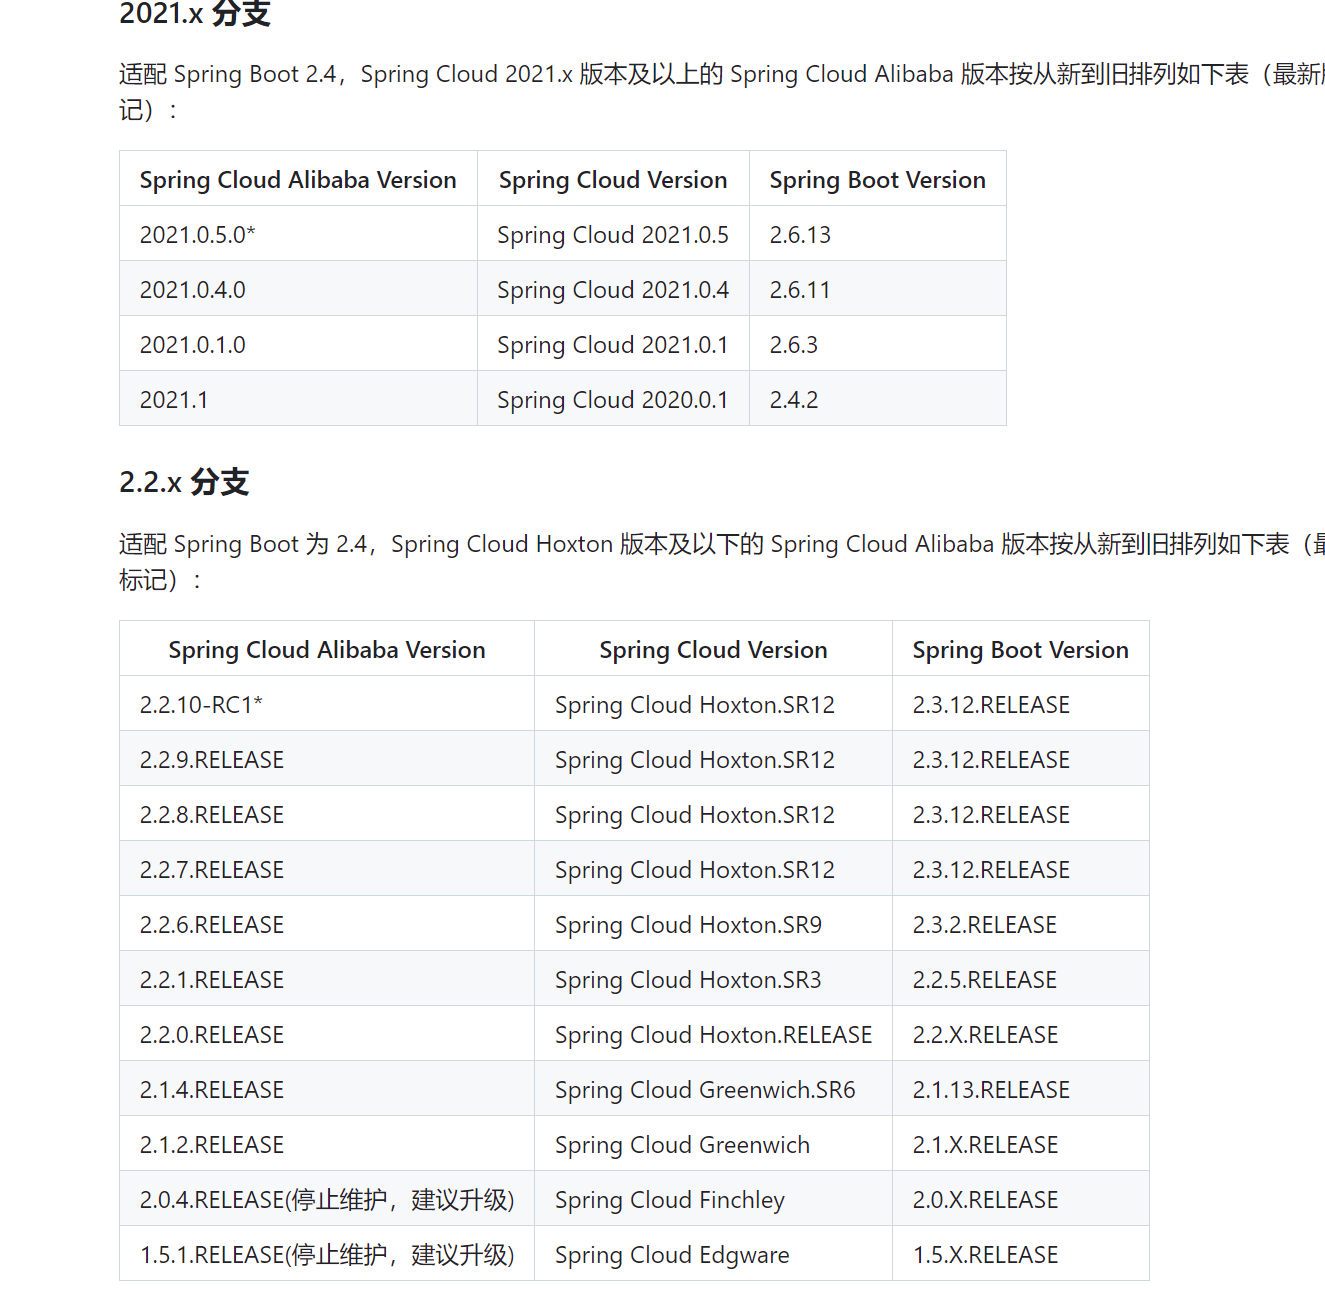 2021.x 分支
适配 Spring Boot 2.4，Spring Cloud 2021.x 版本及以上的 Spring Cloud Alibaba 版本按从新到旧排列如下表（最新
记）：
Spring Cloud Alibaba Version Spring Cloud Version Spring Boot Version
2021.0.5.0* Spring Cloud 2021.0.5 2.6.13
2021.0.4.0 Spring Cloud 2021.0.4 2.6.11
2021.0.1.0 Spring Cloud 2021.0.1 2.6.3
2021.1 Spring Cloud 2020.0.1 2.4.2
2.2.x 分支
适配 Spring Boot 为 2.4，Spring Cloud Hoxton 版本及以下的 Spring Cloud Alibaba 版本按从新到旧排列如下表（
标记）：
Spring Cloud Alibaba Version Spring Cloud Version Spring Boot Version
2.2.10-RC1* Spring Cloud Hoxton.SR12 2.3.12.RELEASE
2.2.9.RELEASE Spring Cloud Hoxton.SR12 2.3.12.RELEASE
2.2.8.RELEASE Spring Cloud Hoxton.SR12 2.3.12.RELEASE
2.2.7.RELEASE Spring Cloud Hoxton.SR12 2.3.12.RELEASE
2.2.6.RELEASE Spring Cloud Hoxton.SR9 2.3.2.RELEASE
2.2.1.RELEASE Spring Cloud Hoxton.SR3 2.2.5.RELEASE
2.2.0.RELEASE Spring Cloud Hoxton.RELEASE 2.2.X.RELEASE
2.1.4.RELEASE Spring Cloud Greenwich.SR6 2.1.13.RELEASE
2.1.2.RELEASE Spring Cloud Greenwich 2.1.X.RELEASE
2.0.4.RELEASE(停止维护，建议升级) Spring Cloud Finchley 2.0.X.RELEASE
1.5.1.RELEASE(停止维护，建议升级) Spring Cloud Edgware 1.5.X.RELEASE